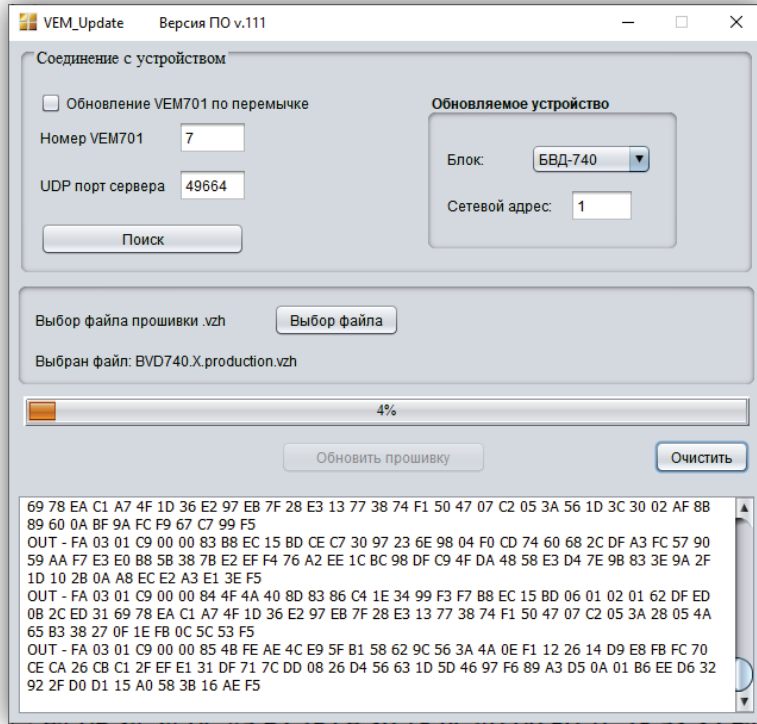 VEM_Update Версия ПО v.111
Соединение с устройством
Обновление VEM701 по перемычке
Номер VEM701 7
UDP порт сервера 49664
Поиск
Обновляемое устройство
Блок: БВД-740
Сетевой адрес: 1
Выбор файла прошивки .vzh Выбор файла
Выбран файл: BVD740.X.production.vzh
4%
Обновить прошивку Очистить
69 78 EA C1 A7 4F 1D 36 E2 97 EB 7F 28 E3 13 77 38 74 F1 50 47 07 C2 05 3A 56 1D 3C 30 02 AF 8B
89 60 0A BF 9A FC F9 67 C7 99 F5
OUT - FA 03 01 C9 00 00 83 B8 EC 15 BD CE C7 30 97 23 6E 98 04 F0 CD 74 60 68 2C DF A3 FC 57 90
59 AA F7 E3 E0 B8 5B 38 7B E2 EF F4 76 A2 EE 1C BC 98 DF C9 4F DA 48 58 E3 D4 7E 9B 83 3E 9A 2F
1D 10 2B 0A A8 EC E2 A3 E1 3E F5
OUT - FA 03 01 C9 00 00 84 4F 4A 40 8D 83 86 C4 1E 34 99 F3 F7 B8 EC 15 BD 06 01 02 01 62 DF ED
0B 2C ED 31 69 78 EA C1 A7 4F 1D 36 E2 97 EB 7F 28 E3 13 77 38 74 F1 50 47 07 C2 05 3A 28 05 4A
65 B3 38 27 0F 1E FB 0C 5C 53 F5
OUT - FA 03 01 C9 00 00 85 4B FE AE 4C E9 5F B1 58 62 9C 56 3A 4A 0E F1 12 26 14 D9 E8 FB FC 70
CE CA 26 CB C1 2F EF E1 31 DF 71 7C DD 08 26 D4 56 63 1D 5D 46 97 F6 89 A3 D5 0A 01 B6 EE D6 32
92 2F D0 D1 15 A0 58 3B 16 AE F5